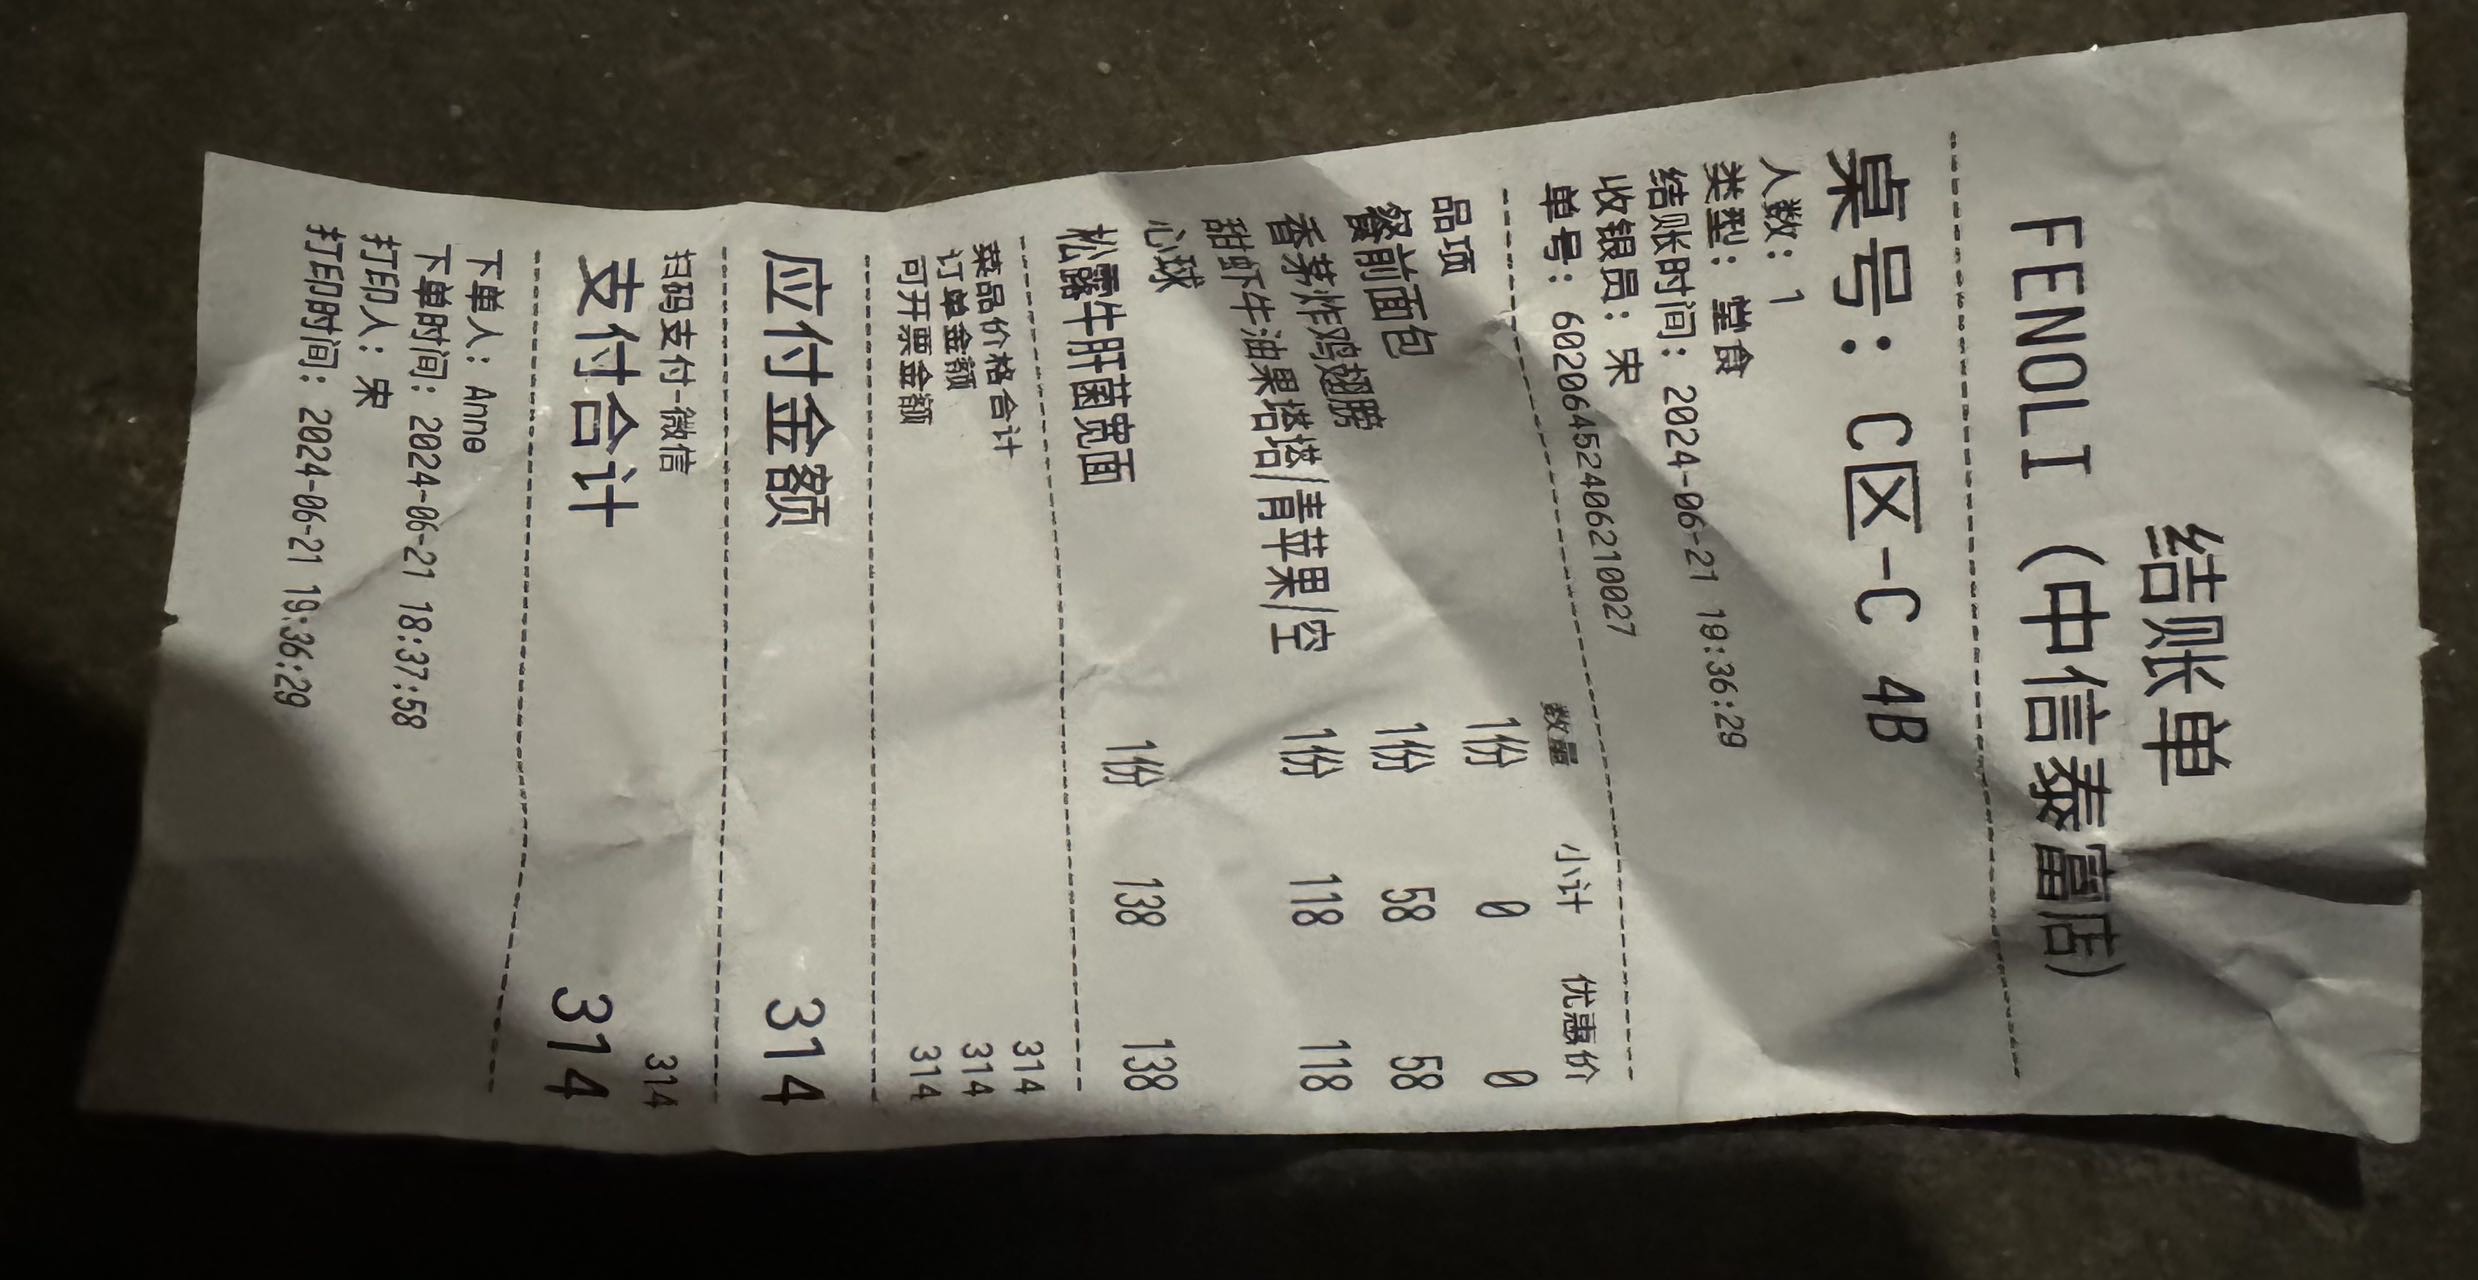 结账单
FENOLI (中信泰富店)
桌号: C区-C 4B
人数: 1
类型: 堂食
结账时间: 2024-06-21 19:36:29
收银员: 宋
单号: 60206452406210027
品项 数量 小计 优惠价
餐前面包 1份 0 0
香茅炸鸡翅膀 1份 58 58
甜虾牛油果塔塔/青苹果/空 1份 118 118
心球
松露牛肝菌宽面 1份 138 138
菜品价格合计 314
订单金额 314
可开票金额 314
应付金额 314
扫码支付-微信 314
支付合计 314
下单人: Anne
下单时间: 2024-06-21 18:37:58
打印人: 宋
打印时间: 2024-06-21 19:36:29